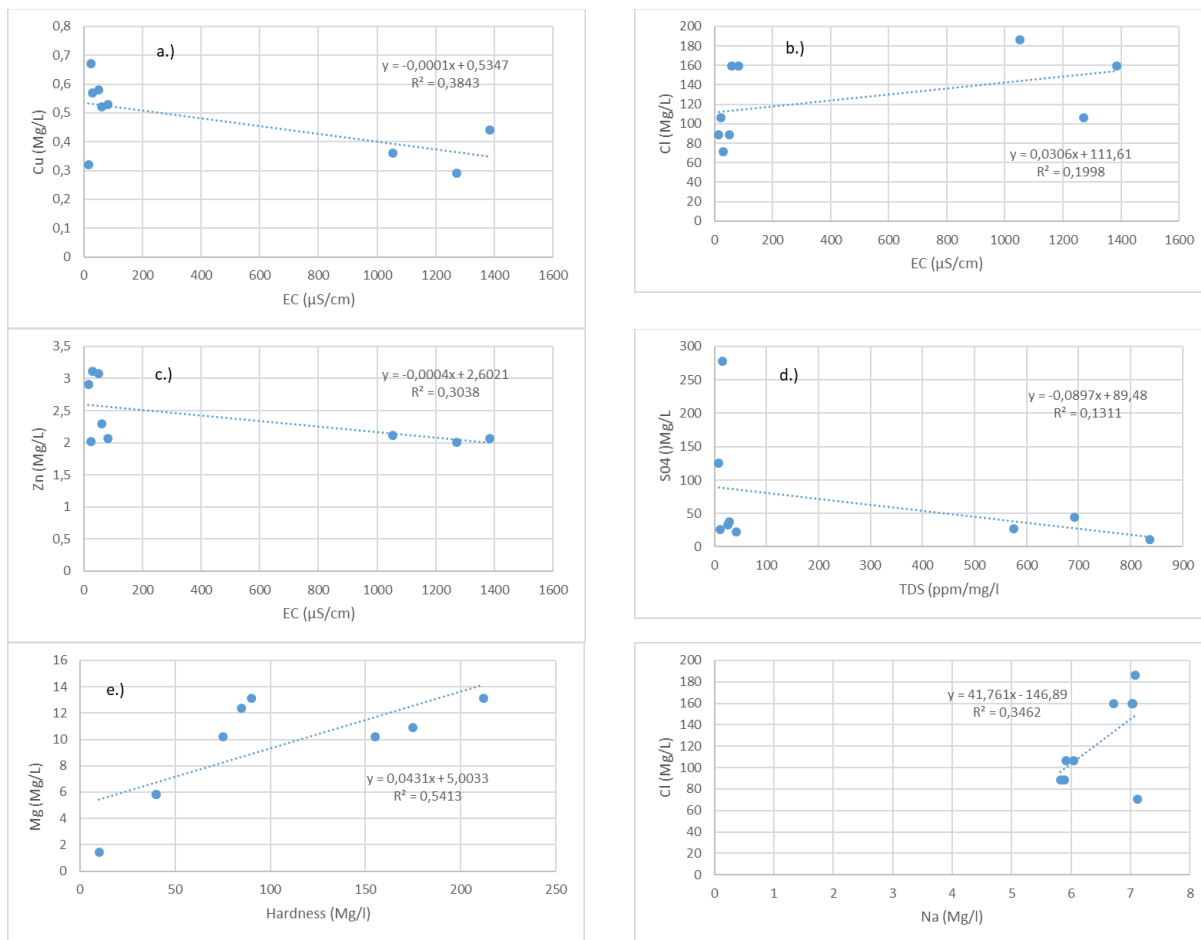 a.)
y = -0,0001x + 0,5347
R² = 0,3843
Cu (Mg/L)
0,8
0,7
0,6
0,5
0,4
0,3
0,2
0,1
0
0 200 400 600 800 1000 1200 1400 1600
EC (µS/cm)
b.)
y = 0,0306x + 111,61
R² = 0,1998
Cl (Mg/L)
200
180
160
140
120
100
80
60
40
20
0
0 200 400 600 800 1000 1200 1400 1600
EC (µS/cm)
c.)
y = -0,0004x + 2,6021
R² = 0,3038
Zn (Mg/L)
3,5
3
2,5
2
1,5
1
0,5
0
0 200 400 600 800 1000 1200 1400 1600
EC (µS/cm)
d.)
y = -0,0897x + 89,48
R² = 0,1311
S04 ()Mg/L
300
250
200
150
100
50
0
0 100 200 300 400 500 600 700 800 900
TDS (ppm/mg/l
e.)
y = 0,0431x + 5,0033
R² = 0,5413
Mg (Mg/L)
16
14
12
10
8
6
4
2
0
0 50 100 150 200 250
Hardness (Mg/l)
y = 41,761x - 146,89
R² = 0,3462
Cl (Mg/L)
200
180
160
140
120
100
80
60
40
20
0
0 1 2 3 4 5 6 7 8
Na (Mg/l)